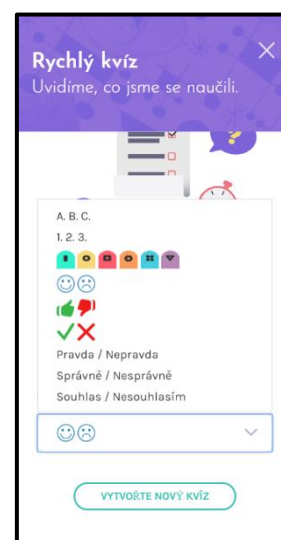 Rychlý kvíz
Uvidíme, co jsme se naučili.
?
A. B. C.
1. 2. 3.
Pravda / Nepravda
Správně / Nesprávně
Souhlas / Nesouhlasím
VYTVOŘTE NOVÝ KVÍZ